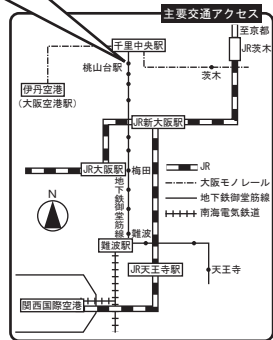 主要交通アクセス
至京都
千里中央駅
JR茨木
桃山台駅
茨木
伊丹空港
(大阪空港駅)
JR新大阪駅
JR大阪駅
梅田
JR
大阪モノレール
地下鉄御堂筋線
南海電気鉄道
地下鉄御堂筋線
N
難波
難波駅
JR天王寺駅
天王寺
関西国際空港